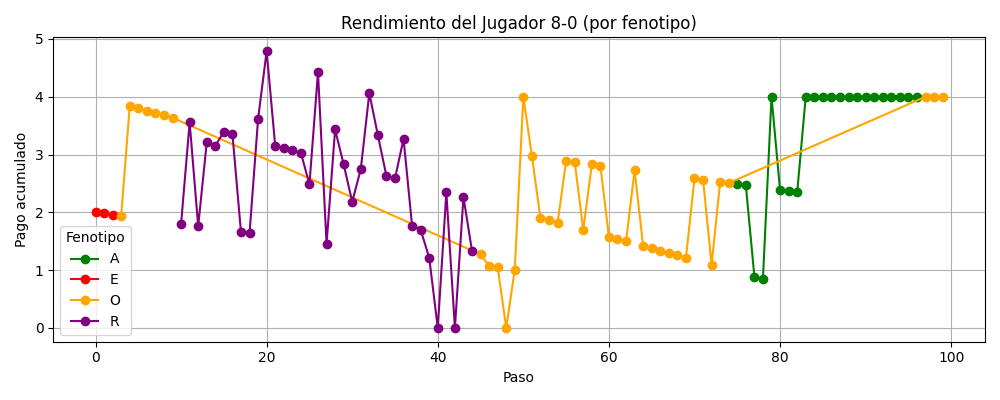 Rendimiento del Jugador 8-0 (por fenotipo)
Pago acumulado
5
4
3
2
1
0
Fenotipo
A
E
O
R
0 20 40 60 80 100
Paso